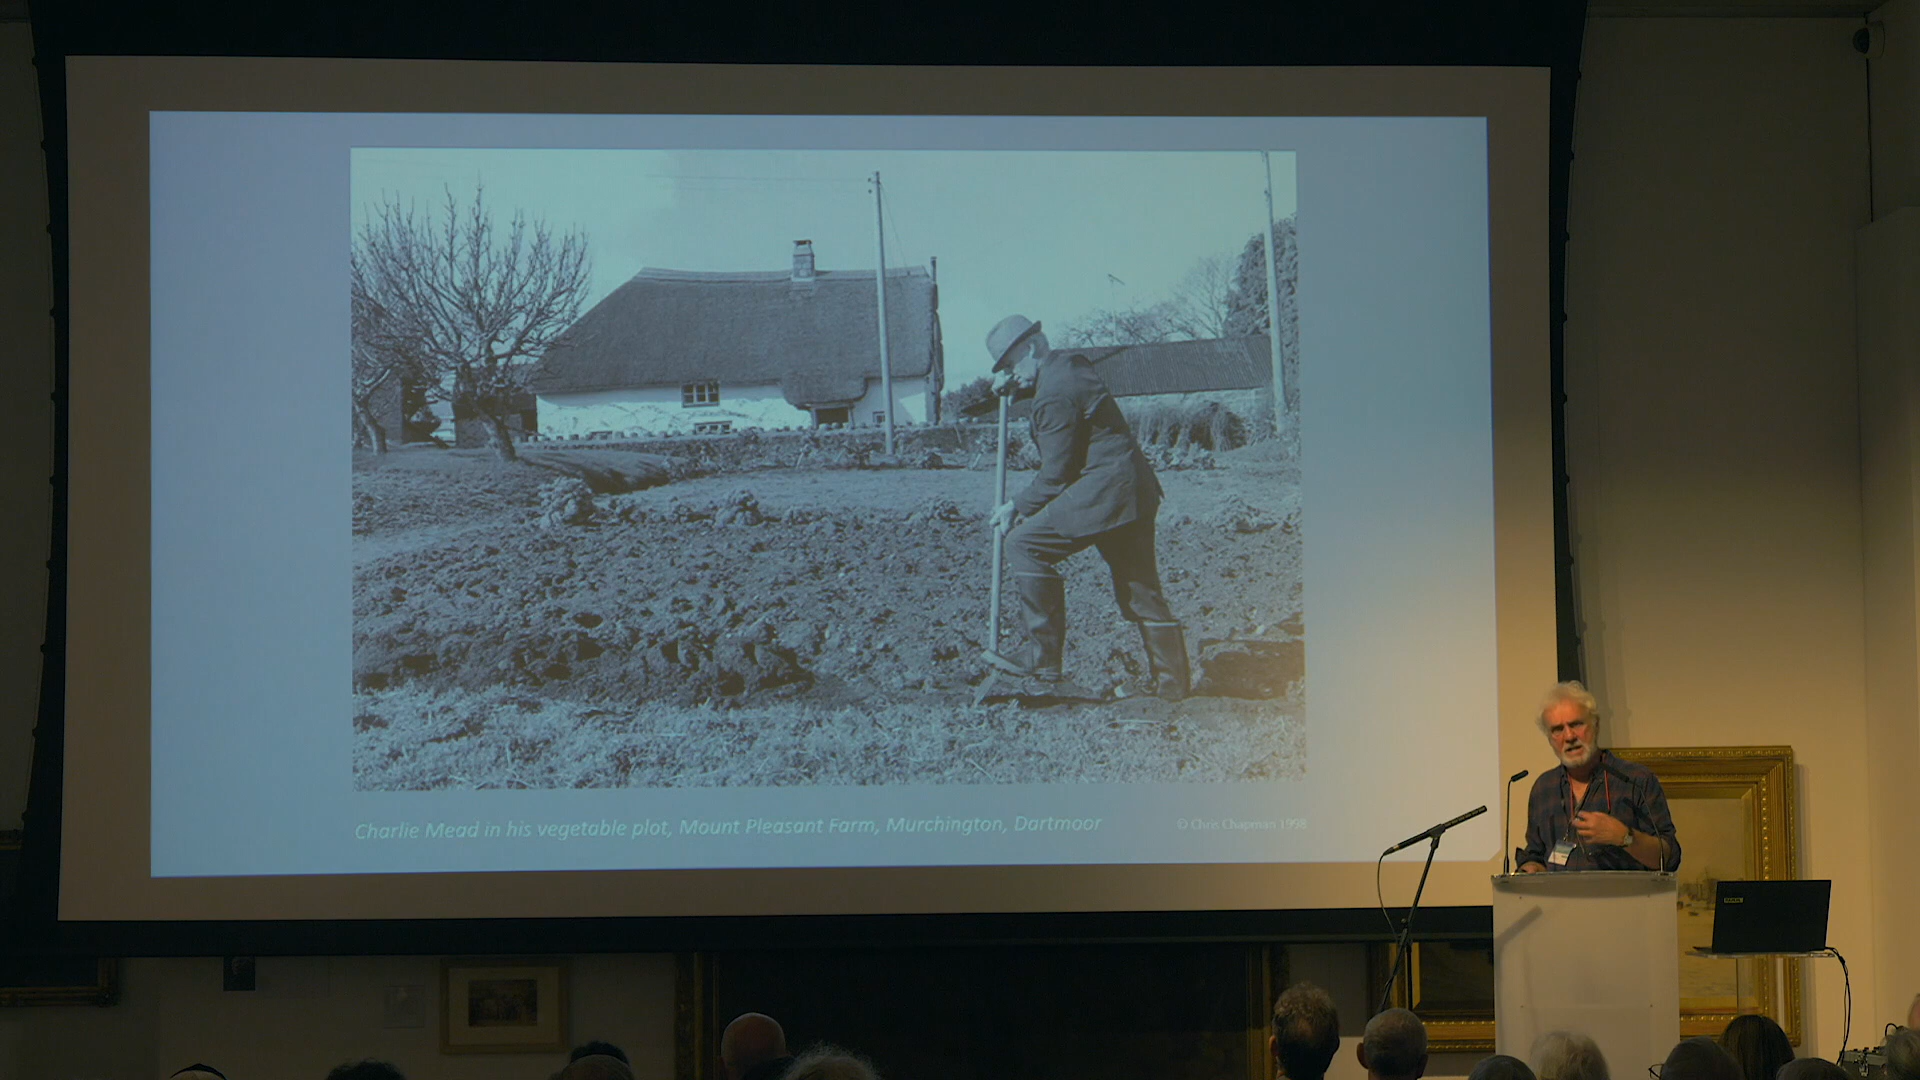 Charlie Mead in his vegetable plot, Mount Pleasant Farm, Murchington, Dartmoor
© Chris Chapman 1998